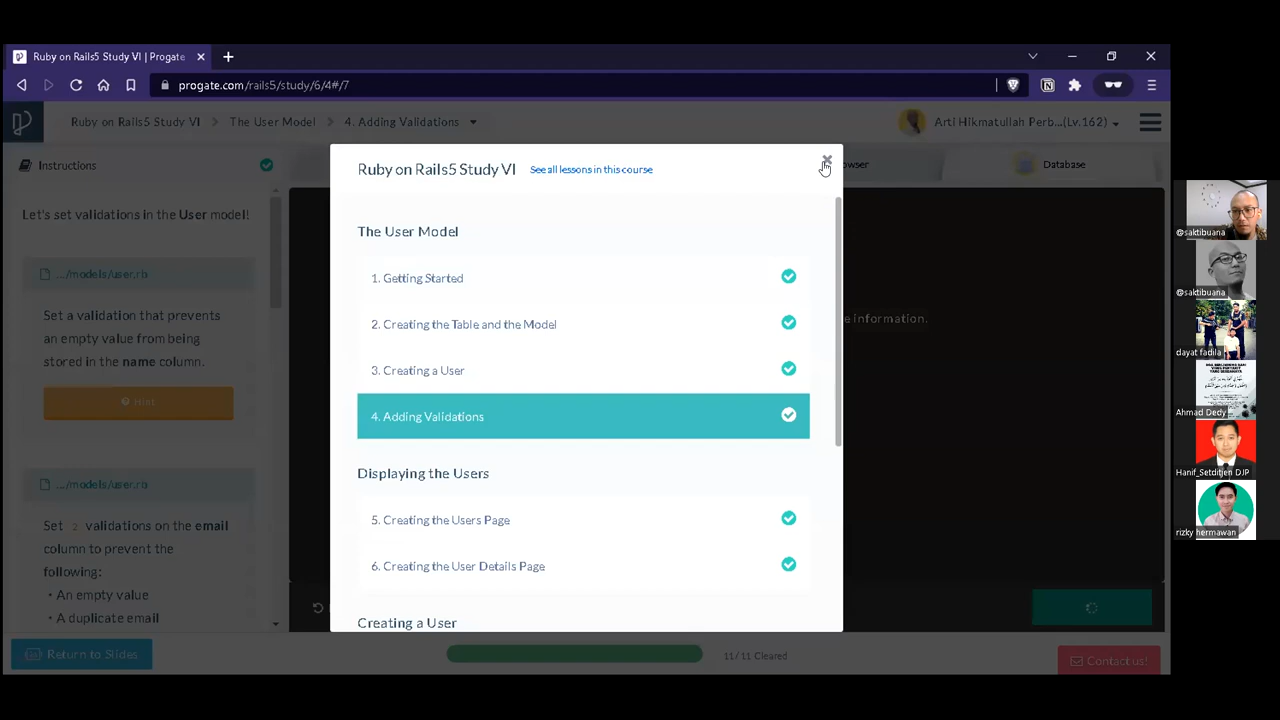 Ruby on Rails5 Study VI | Progate
progate.com/rails5/study/6/4#/7
Ruby on Rails5 Study VI
The User Model
4. Adding Validations
Arti Hikmatullah Perb...(Lv.162)
Instructions
Database
Let's set validations in the User model!
.../models/user.rb
Set a validation that prevents
an empty value from being
stored in the name column.
Hint
.../models/user.rb
Set 2 validations on the email
column to prevent the
following:
• An empty value
• A duplicate email
Ruby on Rails5 Study VI
See all lessons in this course
The User Model
1. Getting Started
2. Creating the Table and the Model
3. Creating a User
4. Adding Validations
Displaying the Users
5. Creating the Users Page
6. Creating the User Details Page
Creating a User
information.
Return to Slides
11/ 11 Cleared
Contact us!
@saktibuana
@saktibuana
dayat fadila
Ahmad Dedy
Hanif_Setditjen DJP
rizky hermawan